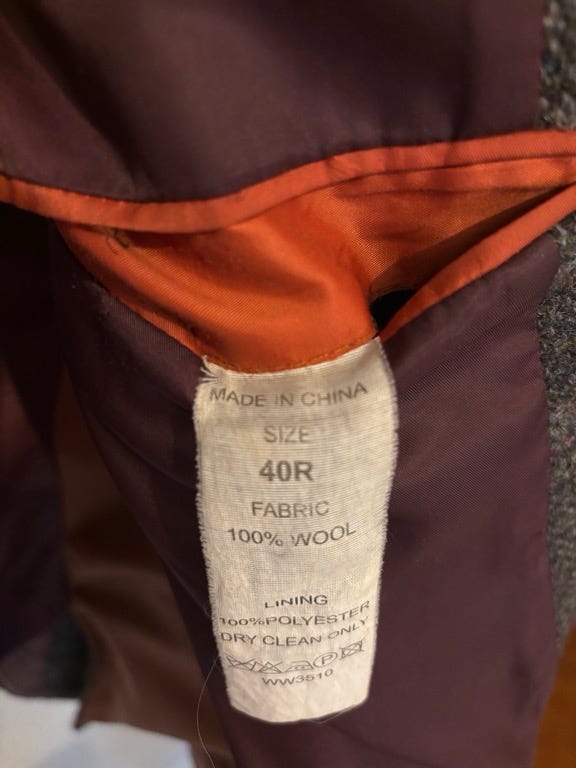 MADE IN CHINA
SIZE
40R
FABRIC
100% WOOL
LINING
100%POLYESTER
DRY CLEAN ONLY
P
WW3510